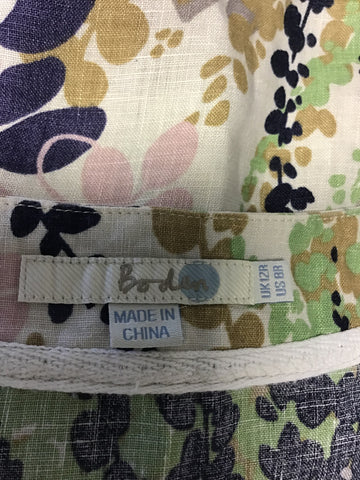 Boden
UK12R
US 8R
MADE IN
CHINA